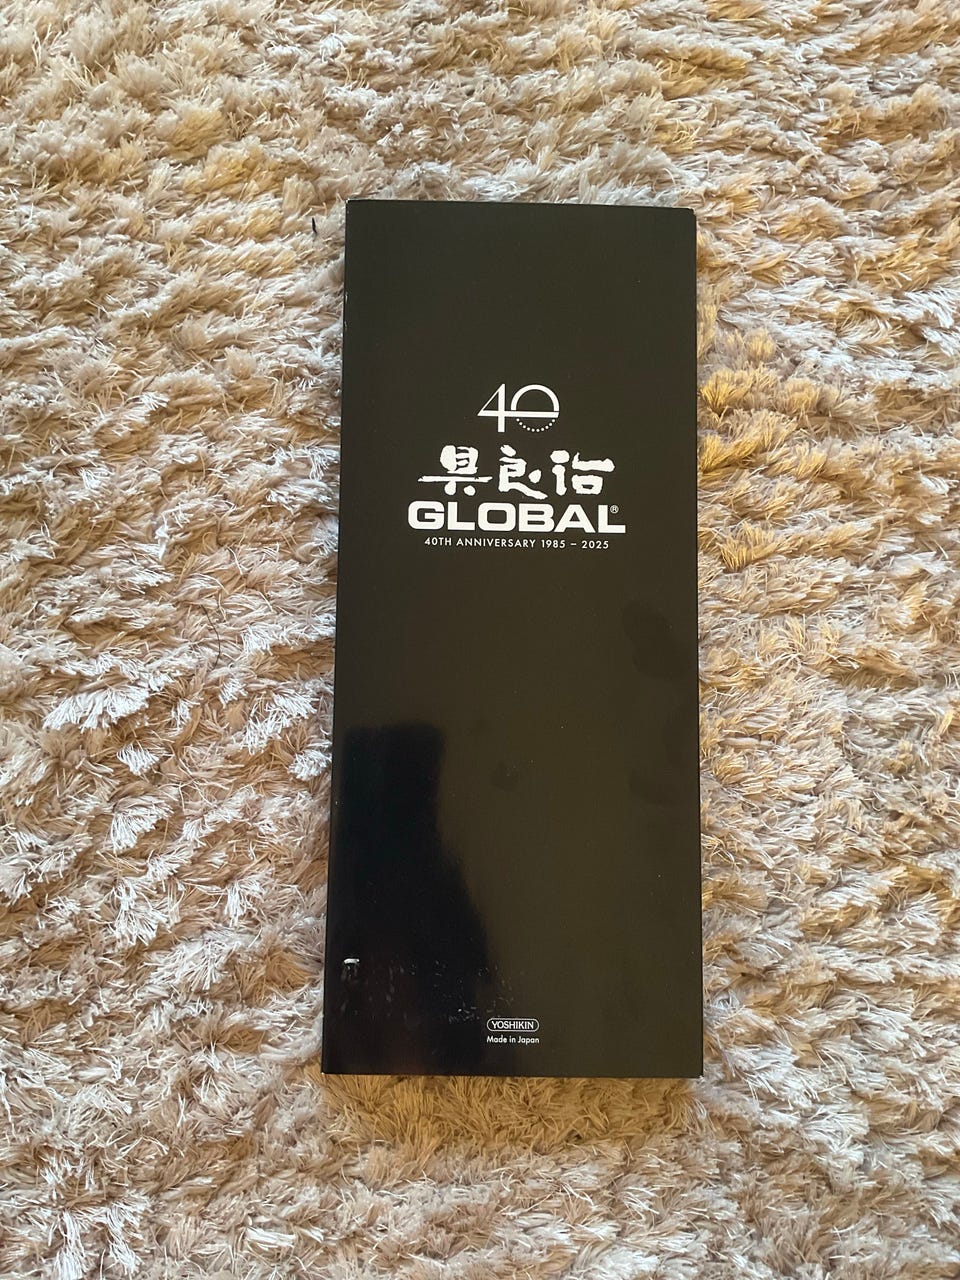 40
具良治
GLOBAL®
40TH ANNIVERSARY 1985 – 2025
YOSHIKIN
Made in Japan